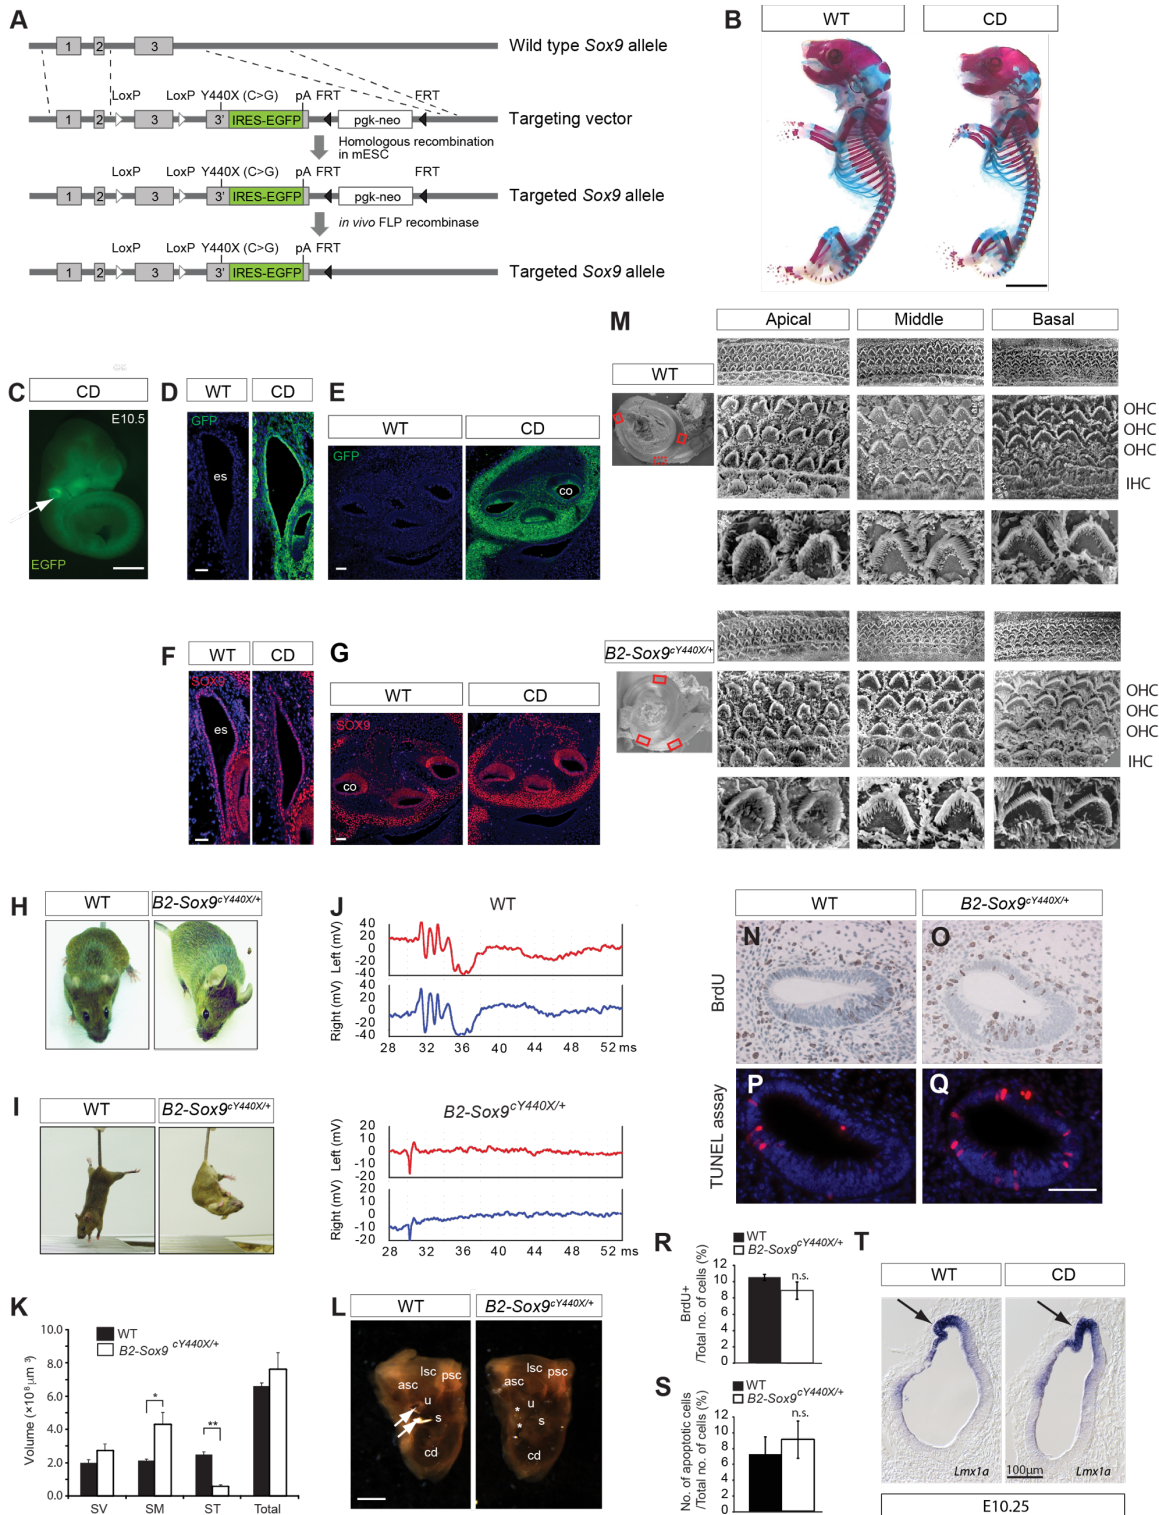 A
1 2 3
Wild type Sox9 allele
LoxP LoxP Y440X (C>G) pA FRT FRT
1 2 3 3' IRES-EGFP pgk-neo
Targeting vector
Homologous recombination
in mESC
LoxP LoxP Y440X (C>G) pA FRT FRT
1 2 3 3' IRES-EGFP pgk-neo
Targeted Sox9 allele
in vivo FLP recombinase
LoxP LoxP Y440X (C>G) pA FRT
1 2 3 3' IRES-EGFP
Targeted Sox9 allele
B
WT CD
C
CD
E10.5
EGFP
D
WT CD
GFP
es
E
WT CD
GFP
co
F
WT CD
SOX9
es
G
WT CD
SOX9
co
M
Apical Middle Basal
WT
OHC
OHC
OHC
IHC
B2-Sox9cY440X/+
OHC
OHC
OHC
IHC
H
WT B2-Sox9cY440X/+
I
WT B2-Sox9cY440X/+
J
WT
Left (mV)
40
20
0
-20
-40
Right (mV)
40
20
0
-20
-40
28 32 36 40 44 48 52 ms
B2-Sox9cY440X/+
Left (mV)
20
10
0
-10
-20
Right (mV)
20
10
0
-10
-20
28 32 36 40 44 48 52 ms
K
WT
B2-Sox9 cY440X/+
Volume (×10⁸μm ³)
10.0
8.0
6.0
4.0
2.0
0.0
*
**
SV SM ST Total
L
WT B2-Sox9cY440X/+
lsc
asc psc
u
s
cd
lsc
asc psc
u
*
s
*
cd
WT B2-Sox9cY440X/+
N O
BrdU
P Q
TUNEL assay
R
WT
B2-Sox9cY440X/+
BrdU+
/Total no. of cells (%)
12
10
8
6
4
2
0
n.s.
S
WT
B2-Sox9cY440X/+
No. of apoptotic cells
/Total no. of cells (%)
12
10
8
6
4
2
0
n.s.
T
WT CD
Lmx1a
100μm
Lmx1a
E10.25